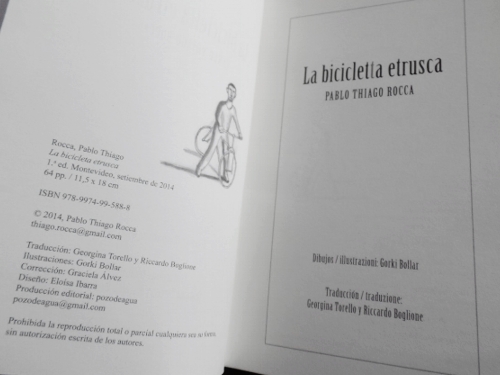 Rocca, Pablo Thiago
La bicicleta etrusca
1.ª ed. Montevideo, setiembre de 2014
64 pp. / 11,5 x 18 cm
ISBN 978-9974-99-588-8
© 2014, Pablo Thiago Rocca
thiago.rocca@gmail.com
Traducción: Georgina Torello y Riccardo Boglione
Ilustraciones: Gorki Bollar
Corrección: Graciela Álvez
Diseño: Eloisa Ibarra
Producción editorial: pozodeagua
pozodeagua@gmail.com
Prohibida la reproducción total o parcial cualquiera sea su forma,
sin autorización escrita de los autores.
La bicicletta etrusca
PABLO THIAGO ROCCA
Dibujos / illustrazioni: Gorki Bollar
Traducción / traduzione:
Georgina Torello y Riccardo Boglione